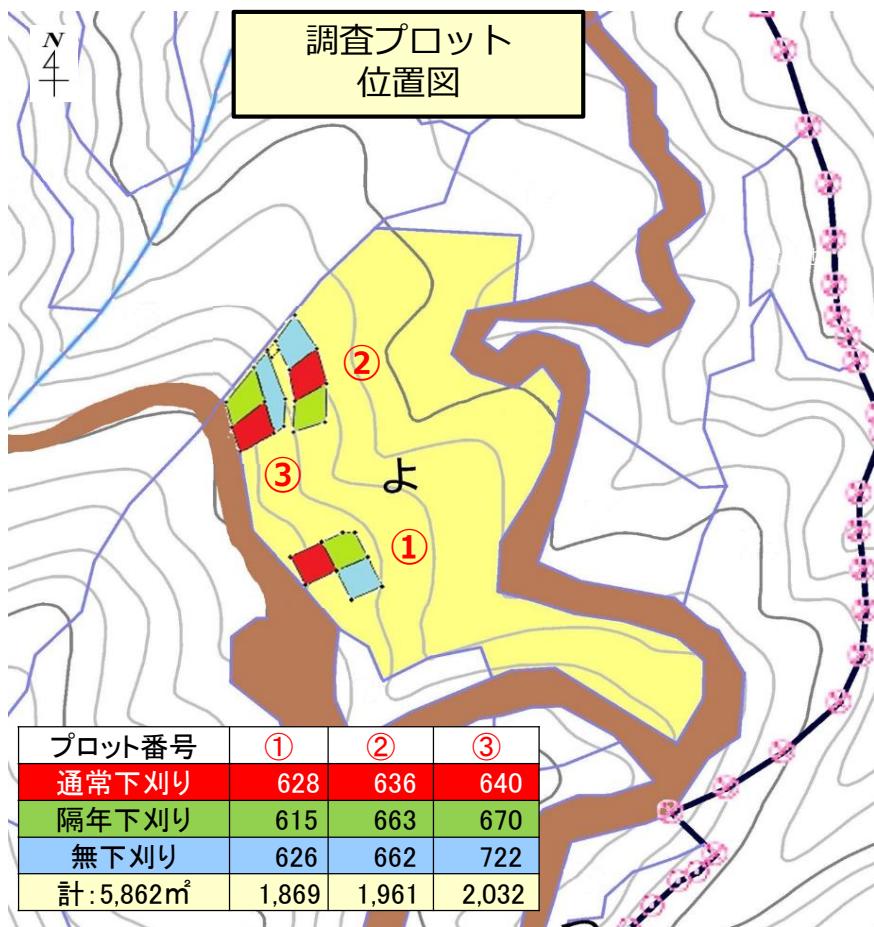 N
調査プロット
位置図
②
③
よ
①
プロット番号 ① ② ③
通常下刈り 628 636 640
隔年下刈り 615 663 670
無下刈り 626 662 722
計:5,862㎡ 1,869 1,961 2,032